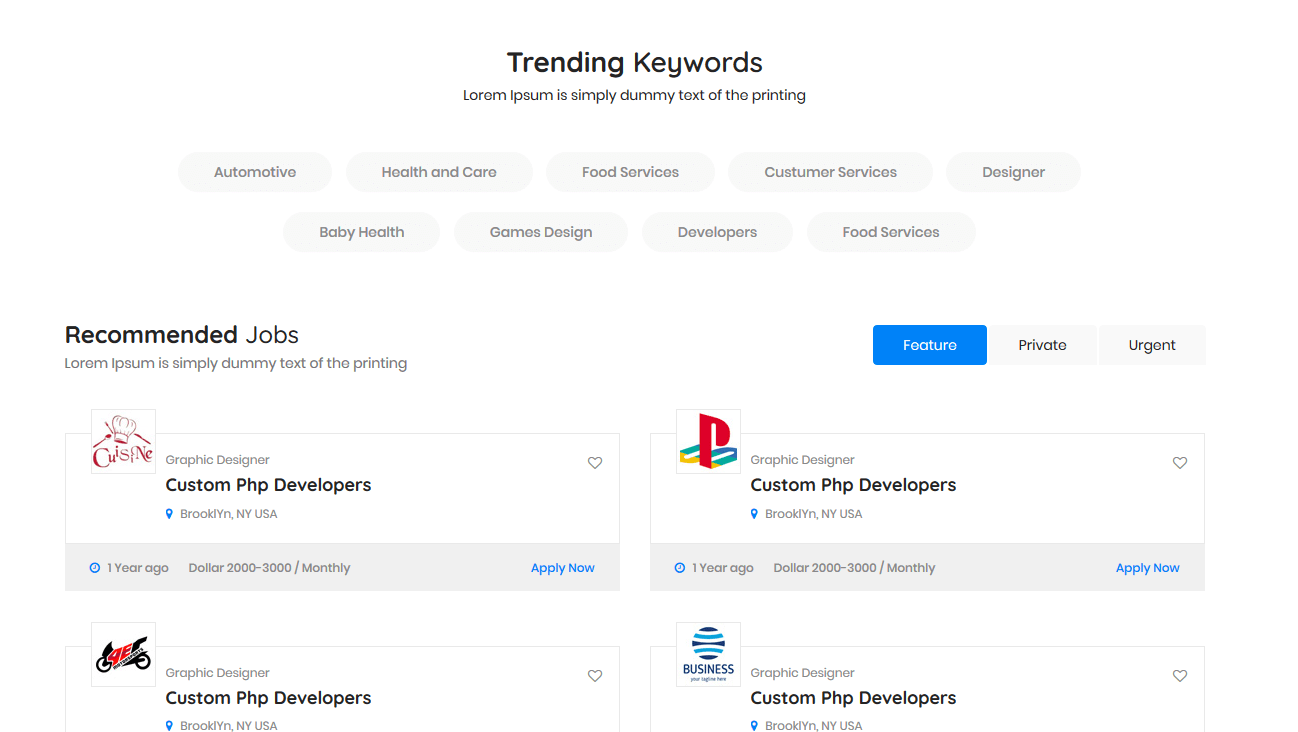 Trending Keywords
Lorem Ipsum is simply dummy text of the printing
Automotive Health and Care Food Services Custumer Services Designer
Baby Health Games Design Developers Food Services
Recommended Jobs
Lorem Ipsum is simply dummy text of the printing
Feature Private Urgent
CuisiNe
Graphic Designer
Custom Php Developers
BrooklYn, NY USA
1 Year ago Dollar 2000-3000 / Monthly Apply Now
Graphic Designer
Custom Php Developers
BrooklYn, NY USA
1 Year ago Dollar 2000-3000 / Monthly Apply Now
Graphic Designer
Custom Php Developers
BrooklYn, NY USA
BUSINESS
your tagline here
Graphic Designer
Custom Php Developers
BrooklYn, NY USA